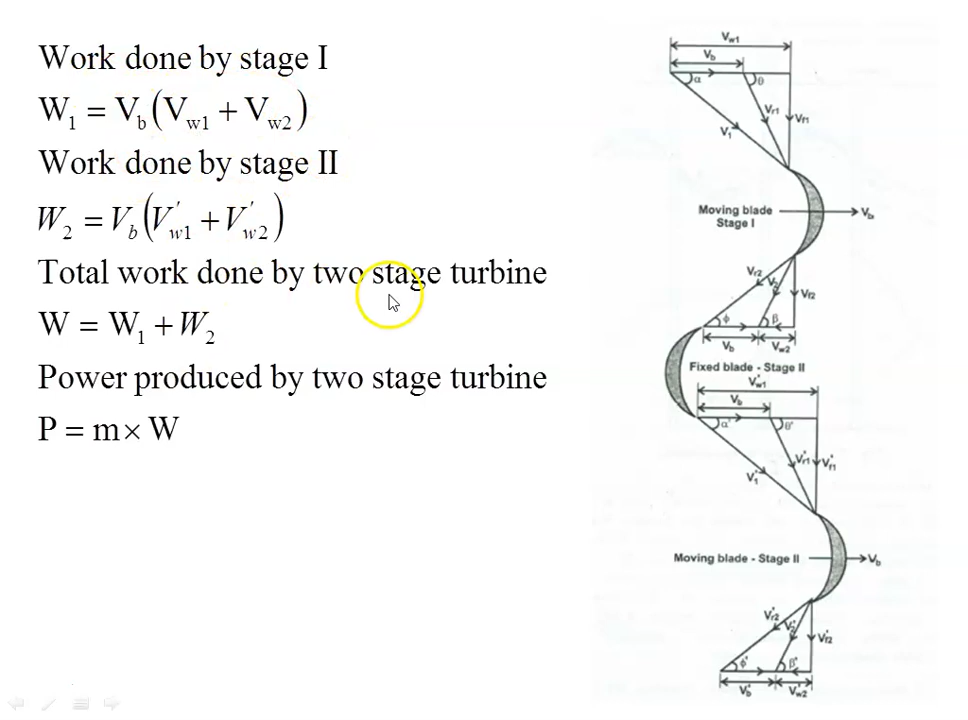 Work done by stage I
W₁ = V_b(V_w1 + V_w2)
Work done by stage II
W₂ = V_b(V'_w1 + V'_w2)
Total work done by two stage turbine
W = W₁ + W₂
Power produced by two stage turbine
P = m × W
V_w1
V_b
α
θ
V_r1
V_f1
V_1
Moving blade
Stage I
V_b
V_r2
V_2
V_f2
φ
β
V_b
V_w2
Fixed blade - Stage II
V'_w1
V_b
α'
θ'
V'_r1
V'_f1
V'_1
Moving blade - Stage II
V_b
V'_r2
V'_2
V'_f2
φ'
β'
V'_b
V'_w2